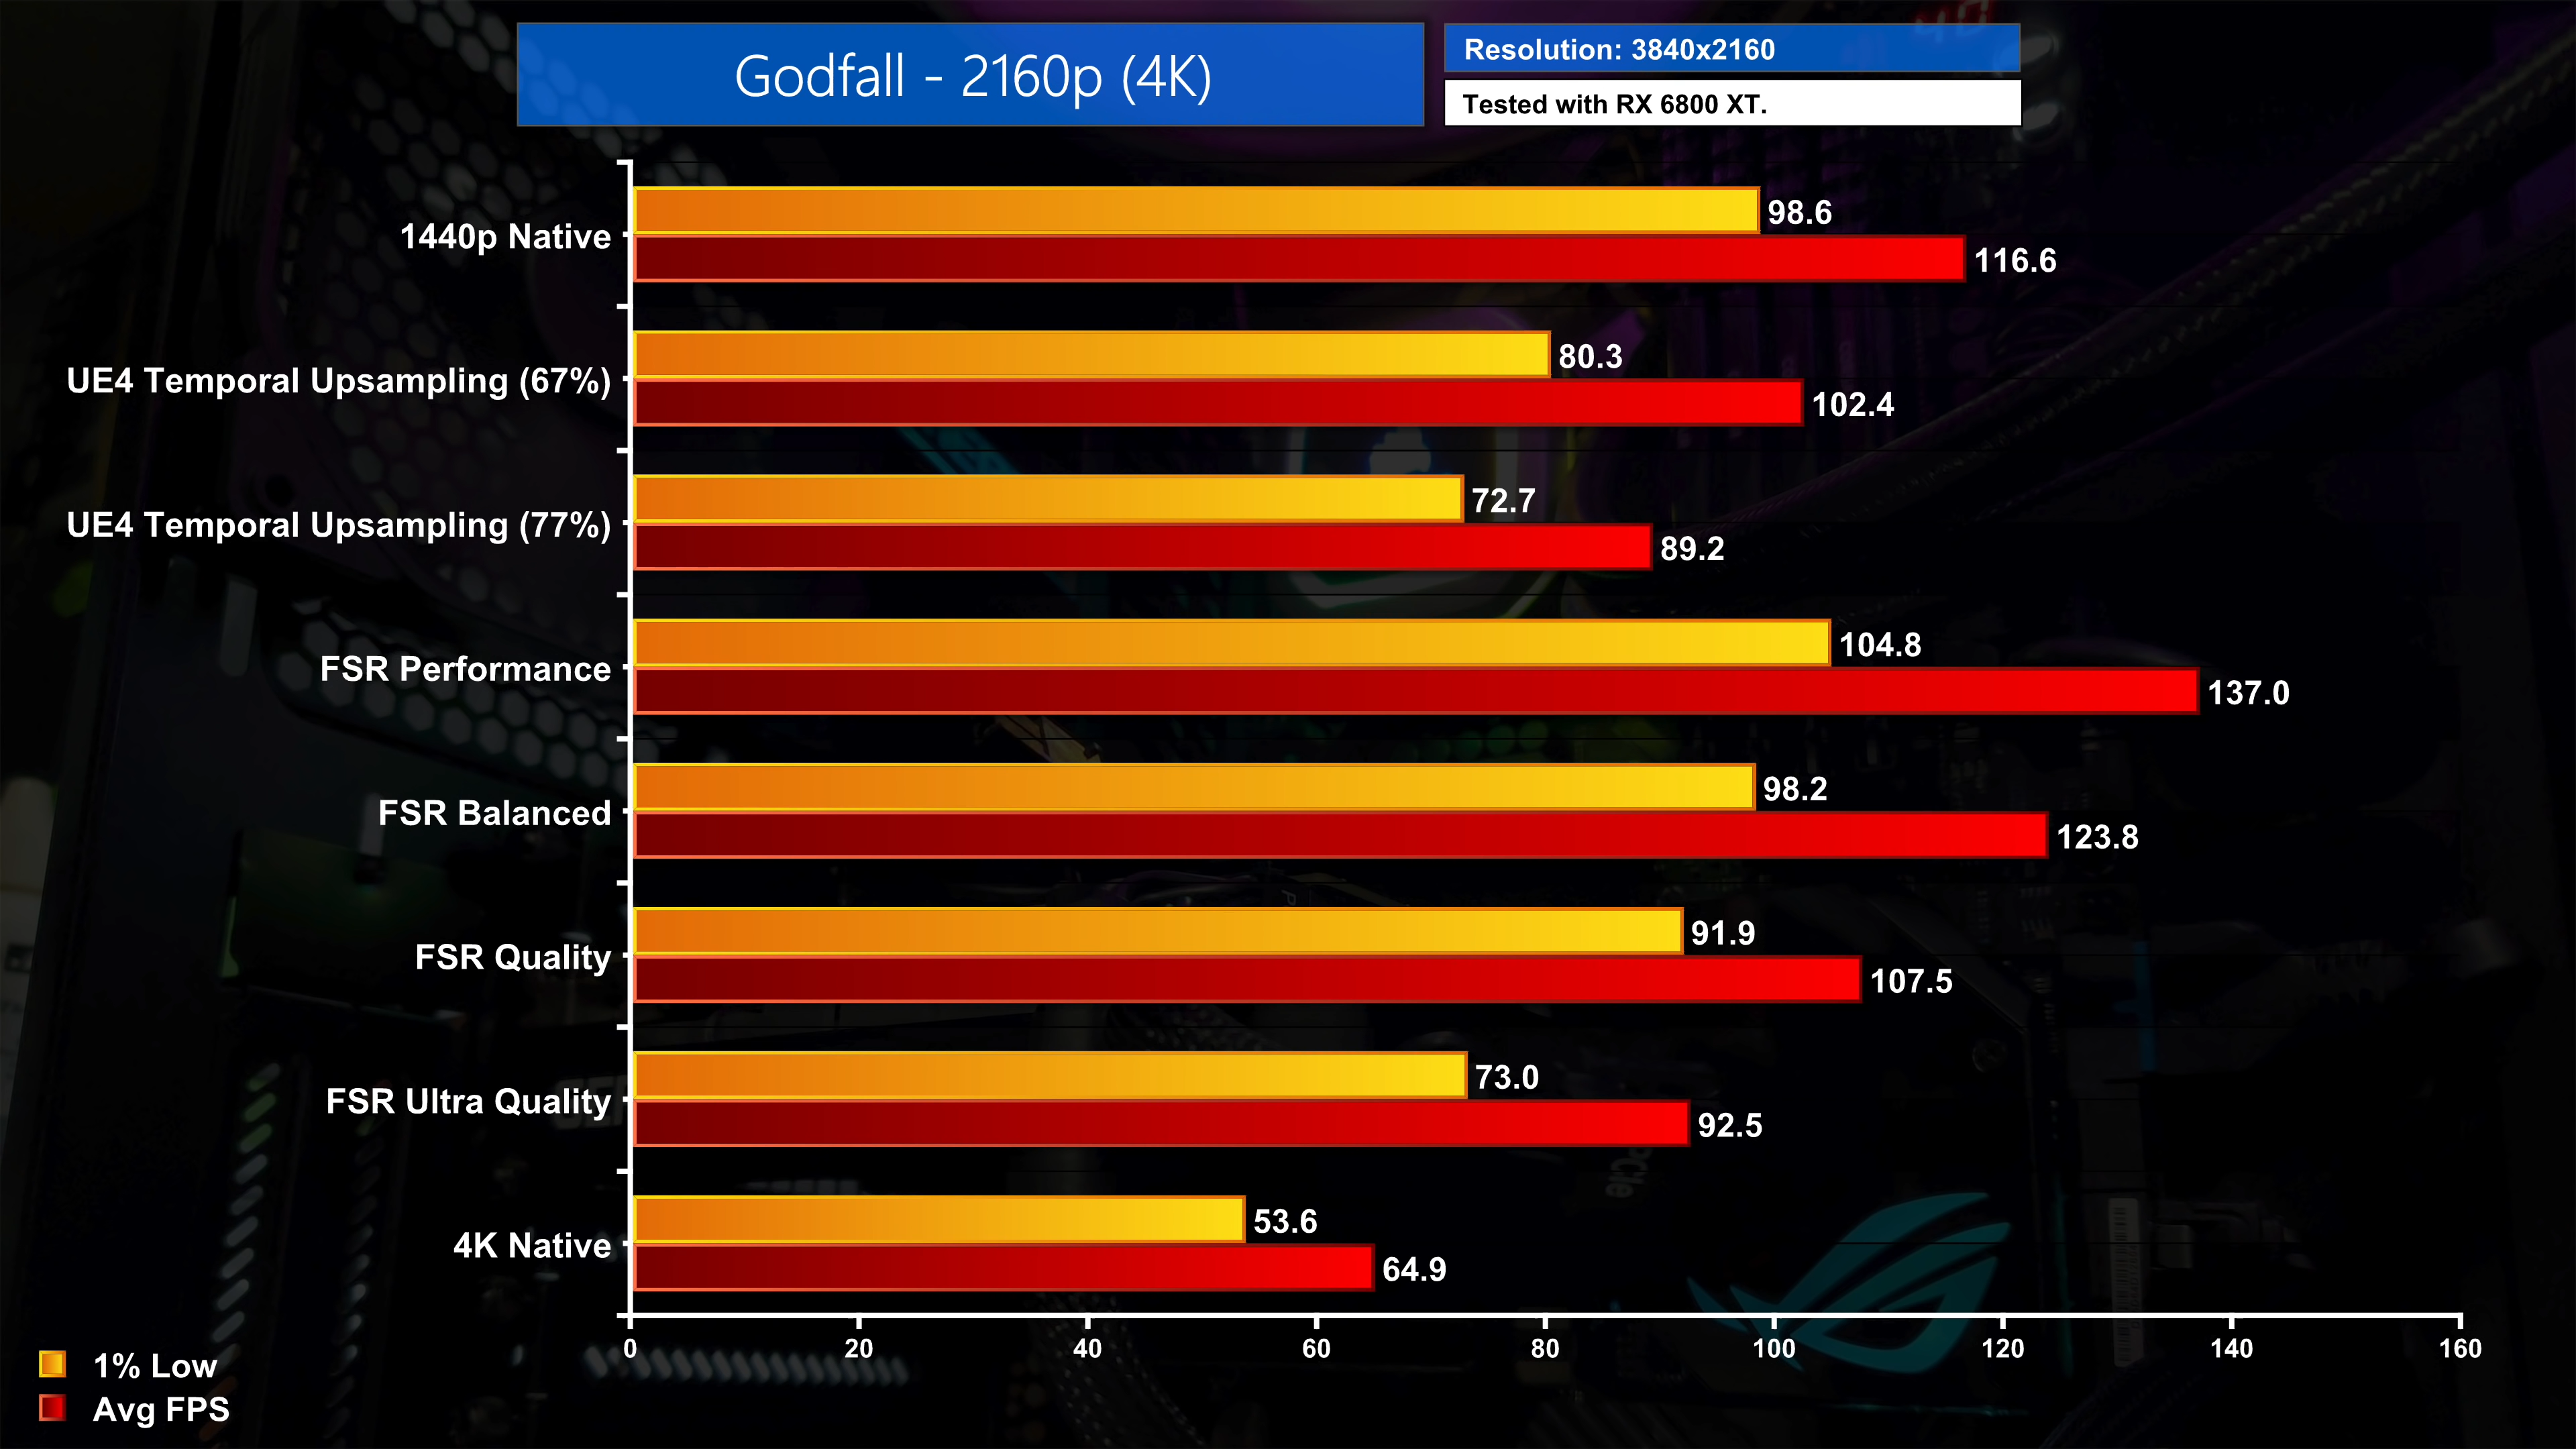 Godfall - 2160p (4K)
Resolution: 3840x2160
Tested with RX 6800 XT.
1440p Native
98.6
116.6
UE4 Temporal Upsampling (67%)
80.3
102.4
UE4 Temporal Upsampling (77%)
72.7
89.2
FSR Performance
104.8
137.0
FSR Balanced
98.2
123.8
FSR Quality
91.9
107.5
FSR Ultra Quality
73.0
92.5
4K Native
53.6
64.9
0 20 40 60 80 100 120 140 160
1% Low
Avg FPS